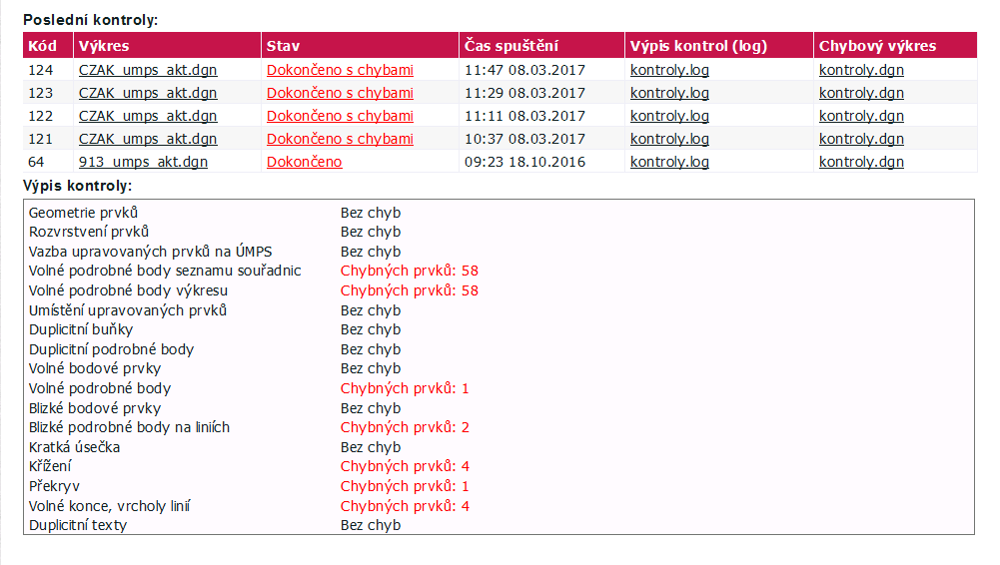 Poslední kontroly:
Kód Výkres Stav Čas spuštění Výpis kontrol (log) Chybový výkres
124 CZAK_umps_akt.dgn Dokončeno s chybami 11:47 08.03.2017 kontroly.log kontroly.dgn
123 CZAK_umps_akt.dgn Dokončeno s chybami 11:29 08.03.2017 kontroly.log kontroly.dgn
122 CZAK_umps_akt.dgn Dokončeno s chybami 11:11 08.03.2017 kontroly.log kontroly.dgn
121 CZAK_umps_akt.dgn Dokončeno s chybami 10:37 08.03.2017 kontroly.log kontroly.dgn
64 913_umps_akt.dgn Dokončeno 09:23 18.10.2016 kontroly.log kontroly.dgn
Výpis kontroly:
Geometrie prvků Bez chyb
Rozvrstvení prvků Bez chyb
Vazba upravovaných prvků na ÚMPS Bez chyb
Volné podrobné body seznamu souřadnic Chybných prvků: 58
Volné podrobné body výkresu Chybných prvků: 58
Umístění upravovaných prvků Bez chyb
Duplicitní buňky Bez chyb
Duplicitní podrobné body Bez chyb
Volné bodové prvky Bez chyb
Volné podrobné body Chybných prvků: 1
Blízké bodové prvky Bez chyb
Blízké podrobné body na liniích Chybných prvků: 2
Kratká úsečka Bez chyb
Křížení Chybných prvků: 4
Překryv Chybných prvků: 1
Volné konce, vrcholy linií Chybných prvků: 4
Duplicitní texty Bez chyb